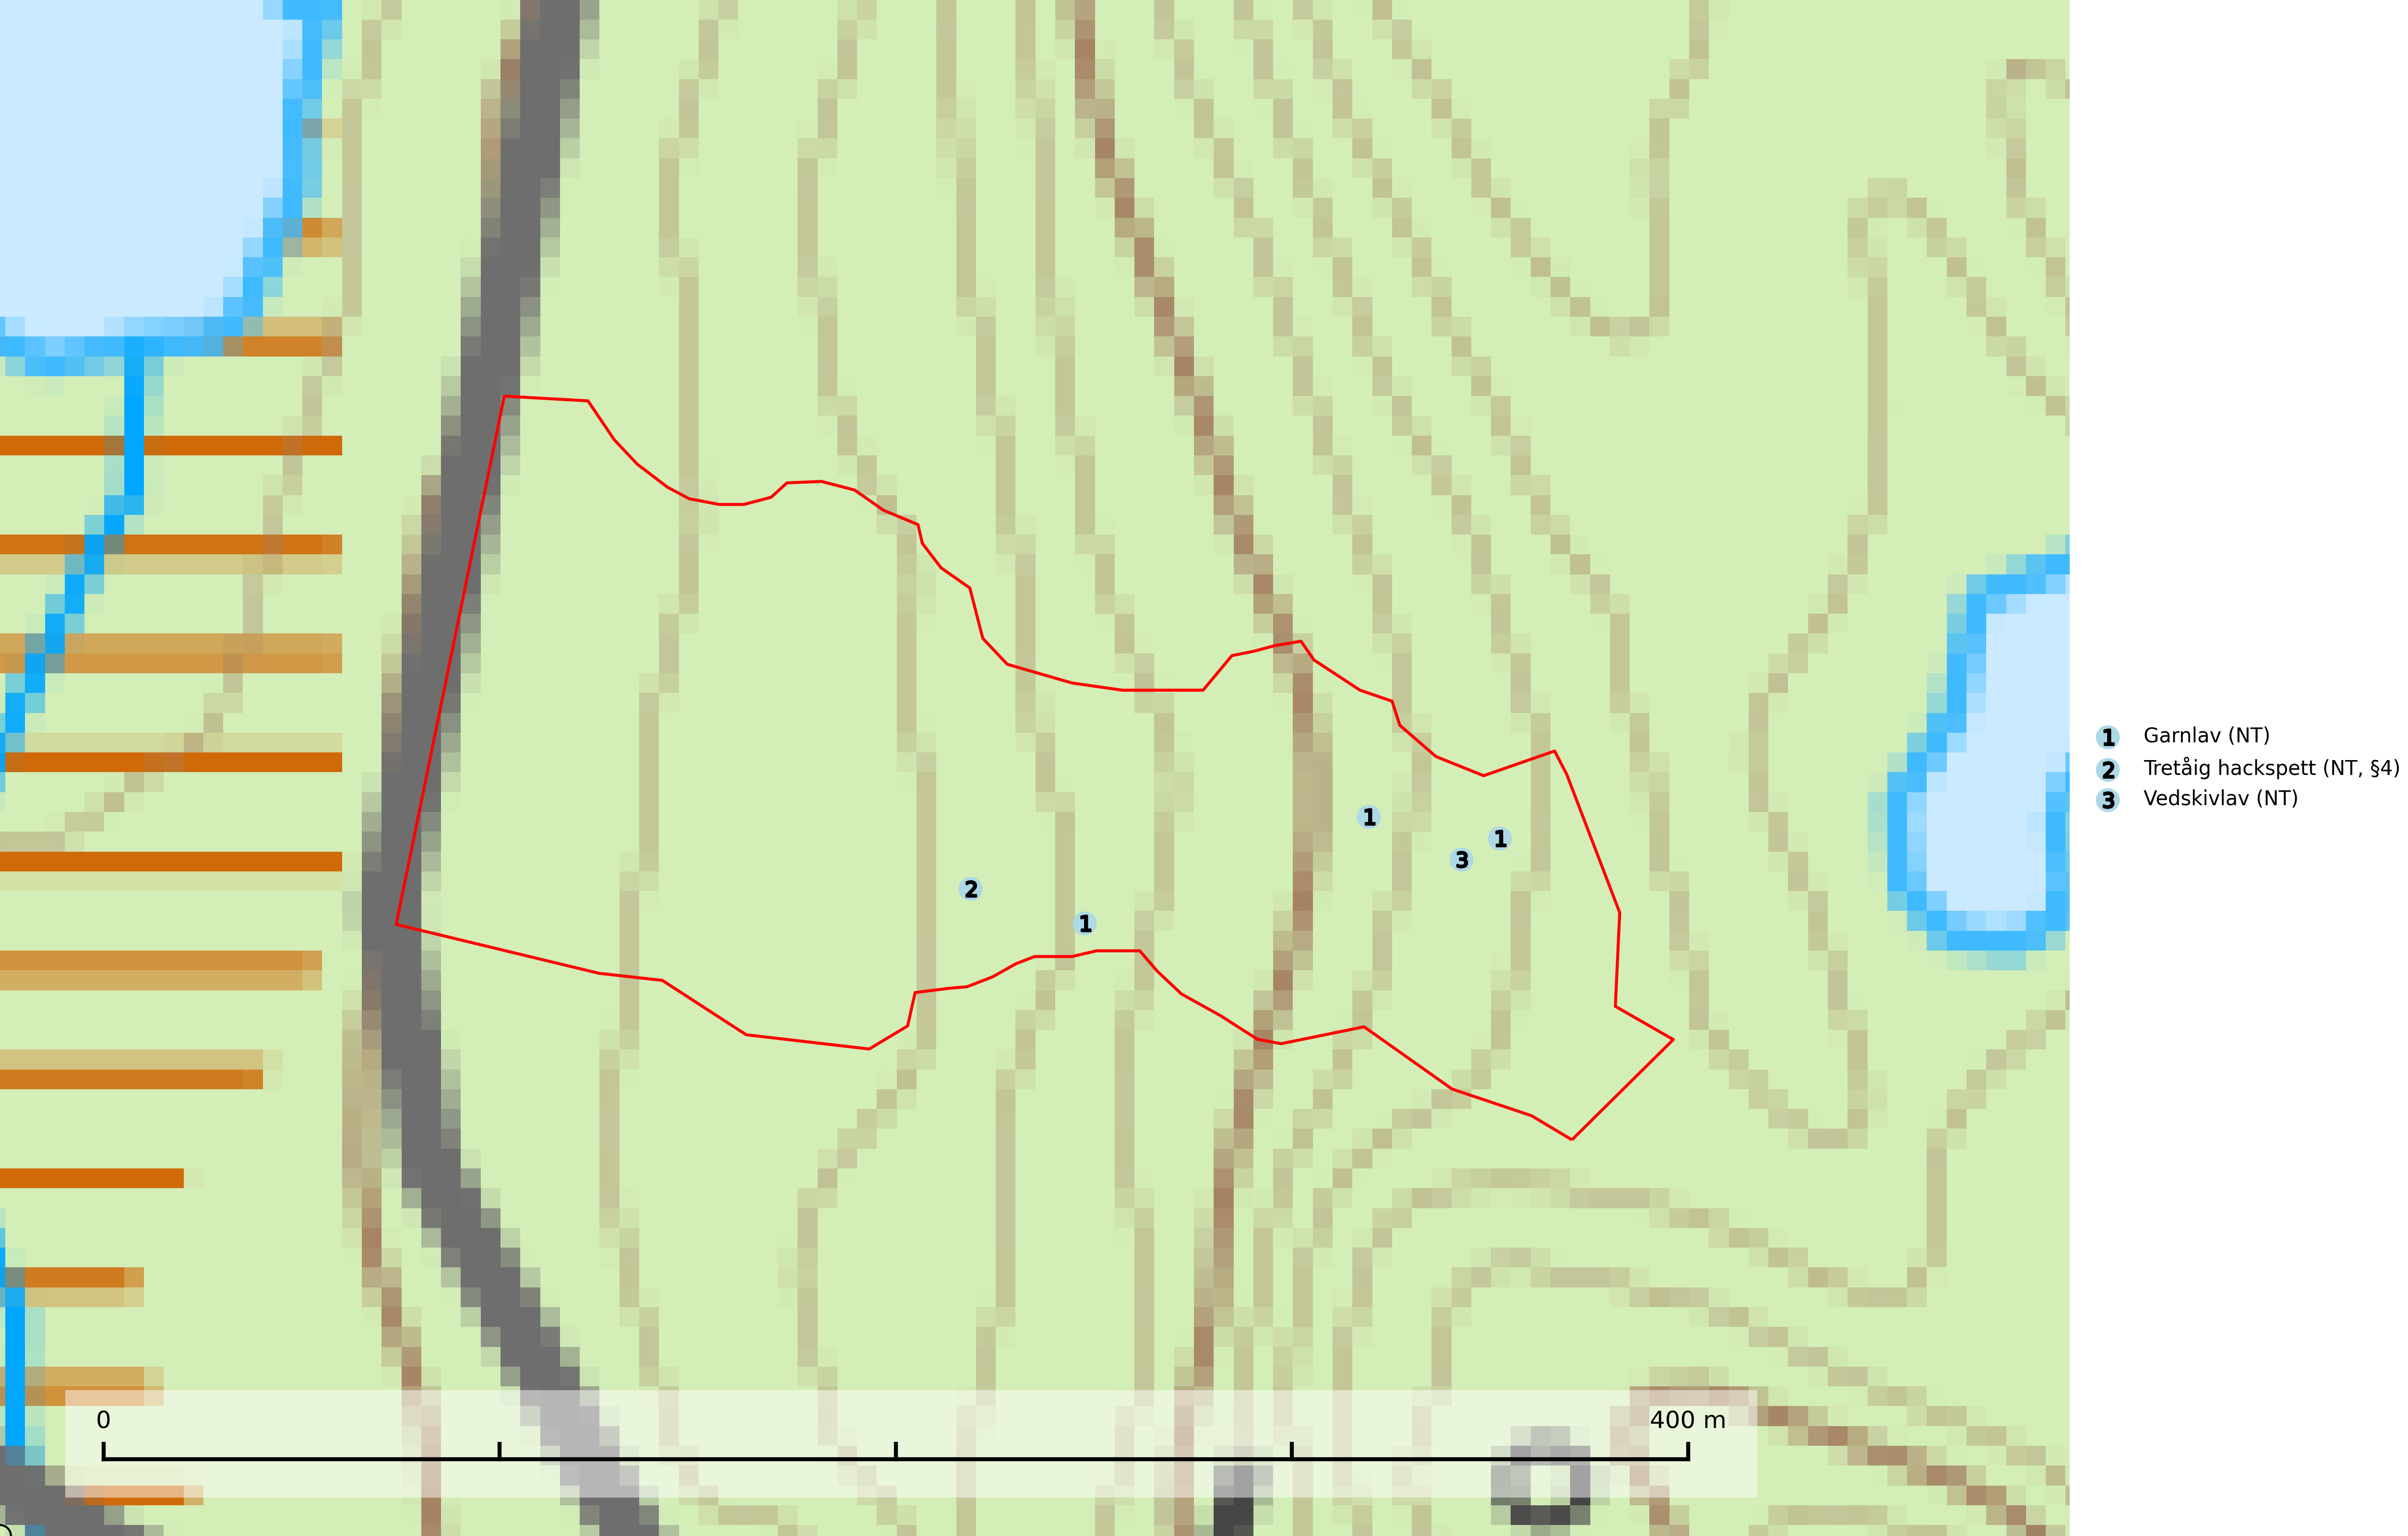 1 Garnlav (NT)
2 Tretåig hackspett (NT, §4)
3 Vedskivlav (NT)
1
1
3
2
1
0 400 m